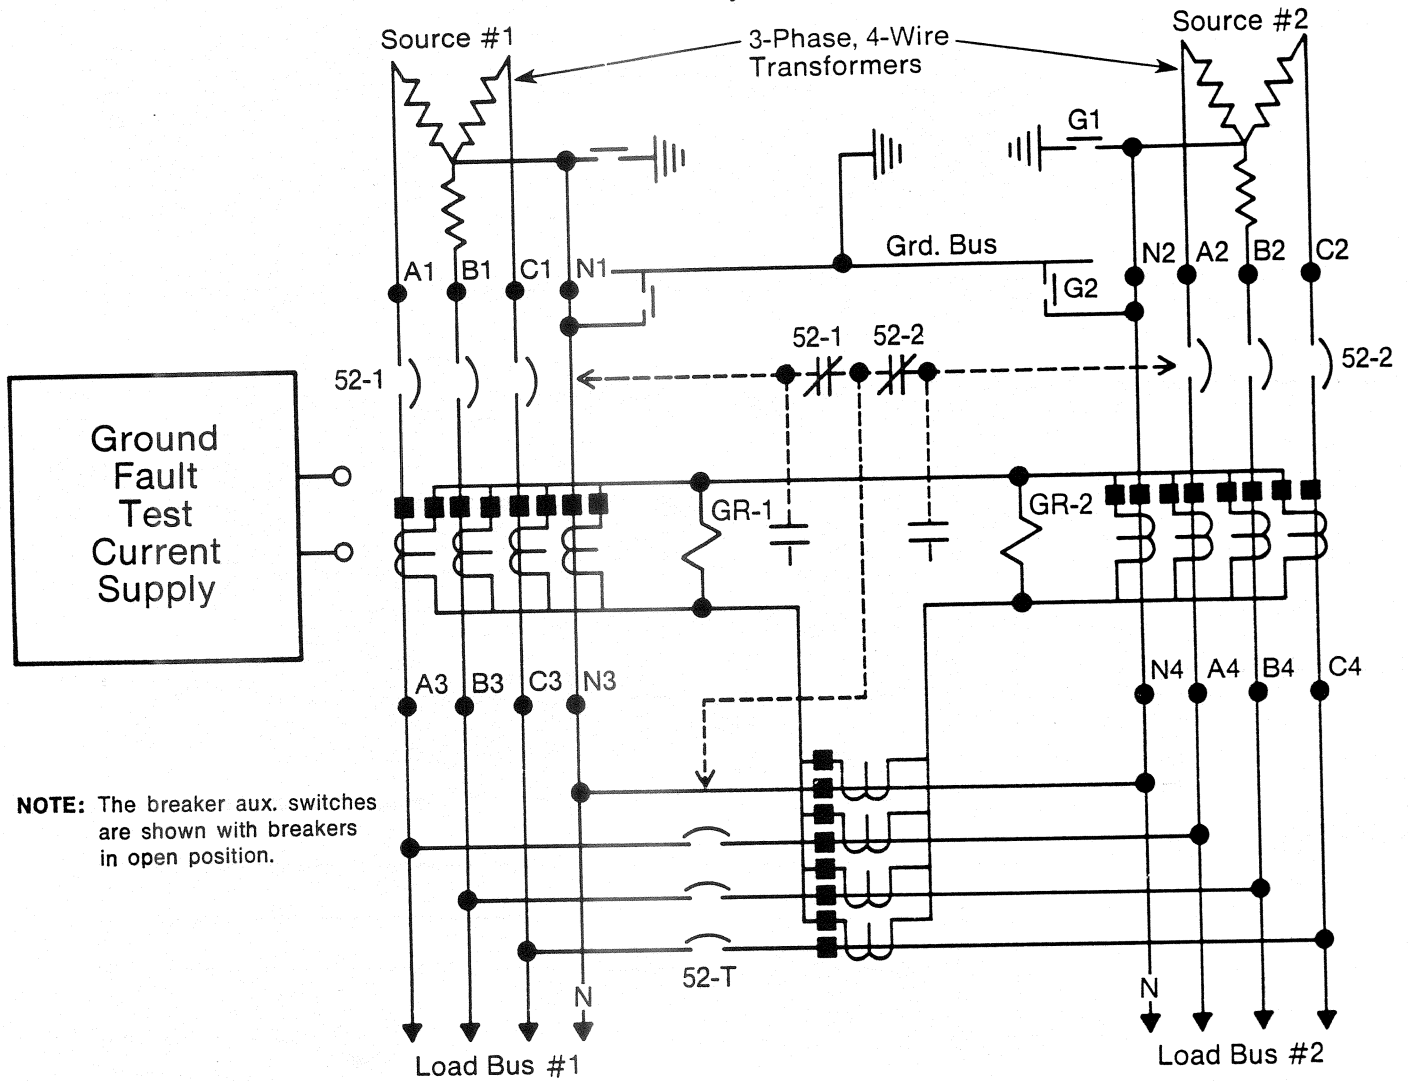 Source #1
3-Phase, 4-Wire
Transformers
Source #2
G1
Grd. Bus
A1
B1
C1
N1
G2
N2
A2
B2
C2
52-1
52-1
52-2
52-2
Ground
Fault
Test
Current
Supply
GR-1
GR-2
A3
B3
C3
N3
N4
A4
B4
C4
NOTE: The breaker aux. switches
are shown with breakers
in open position.
52-T
N
N
Load Bus #1
Load Bus #2